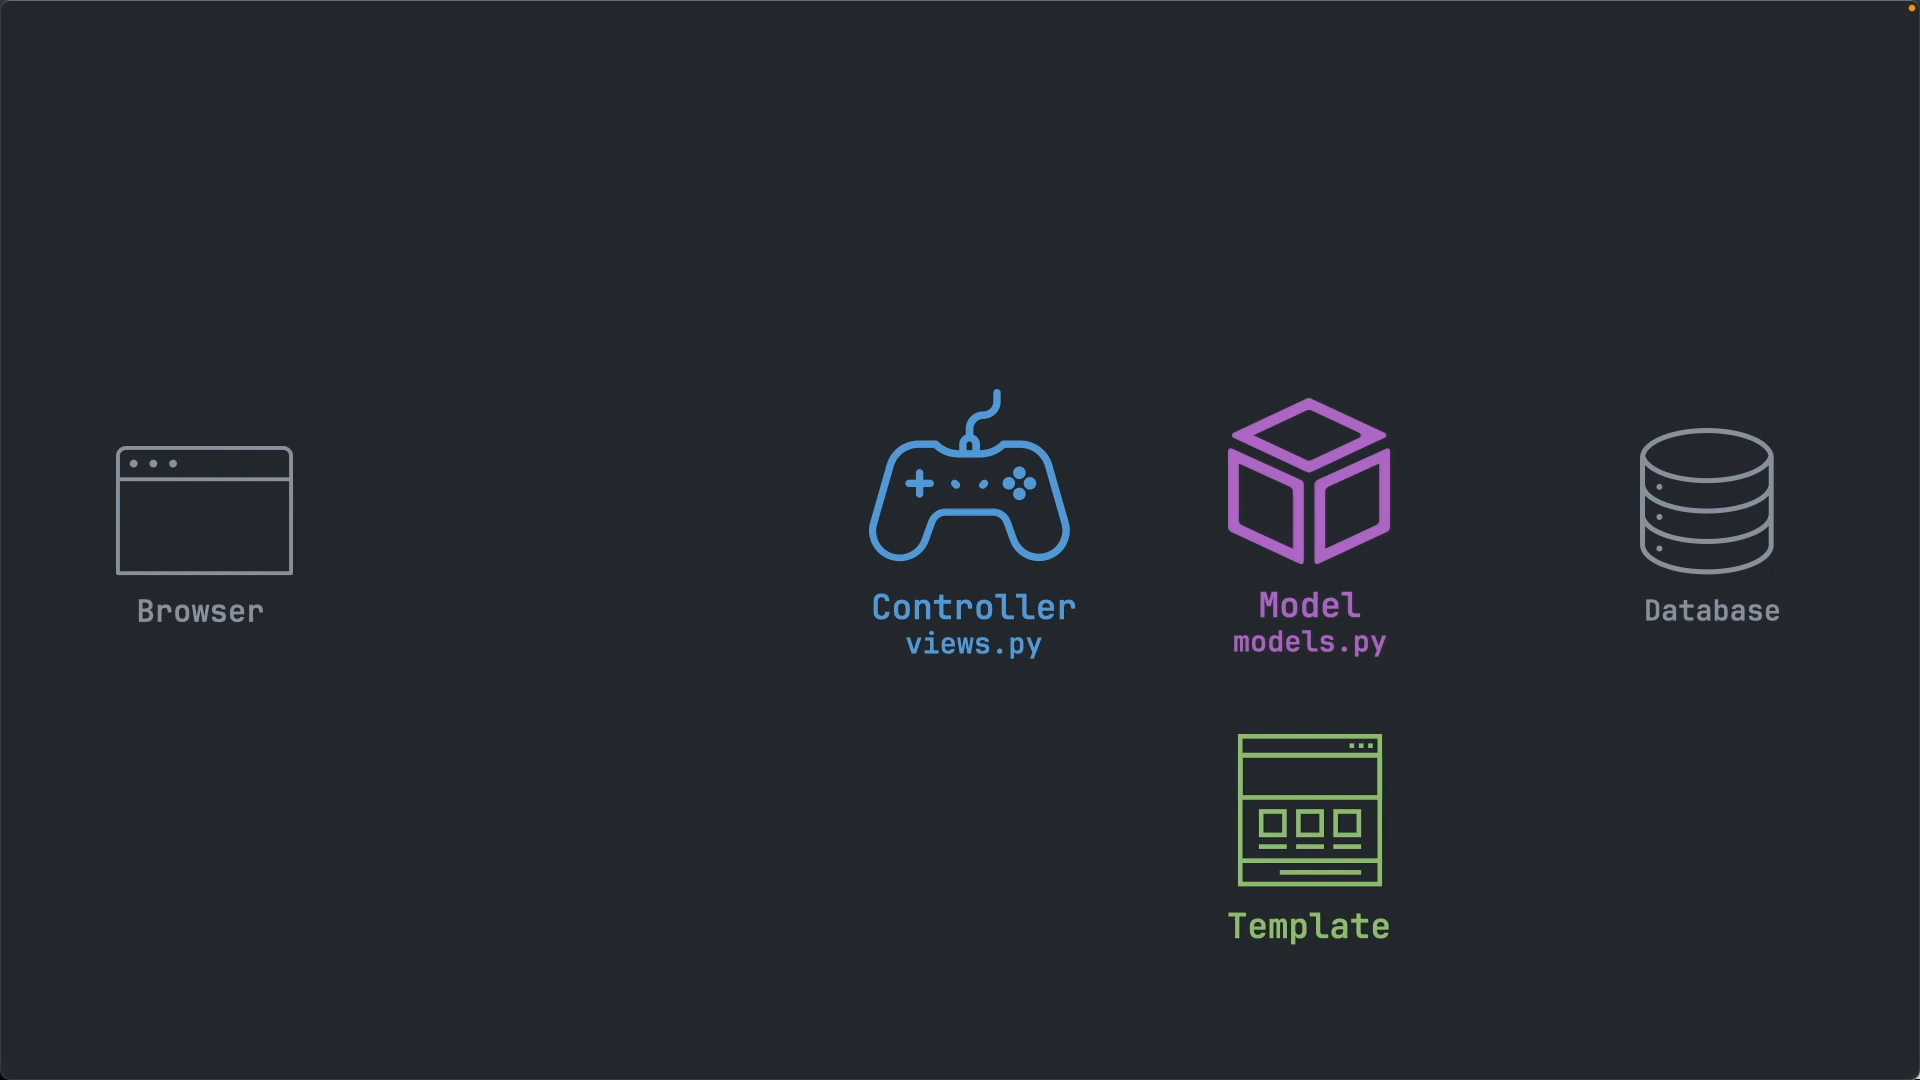 Browser
Controller
views.py
Model
models.py
Database
Template